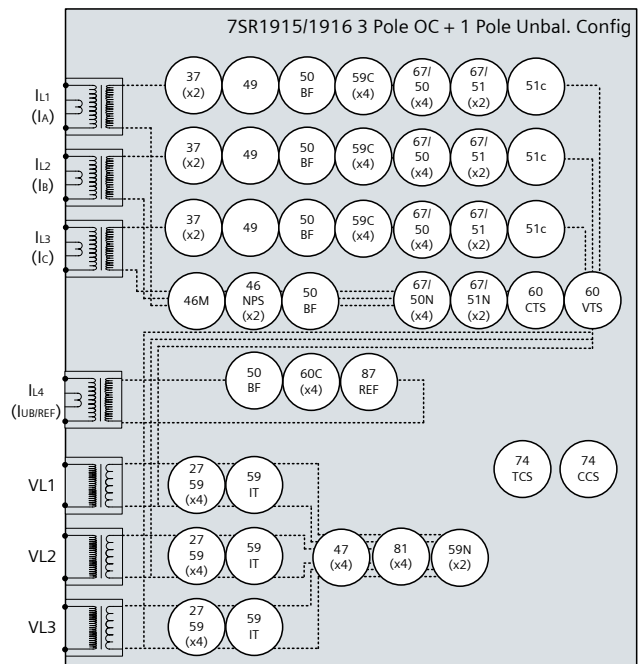 7SR1915/1916 3 Pole OC + 1 Pole Unbal. Config
IL1
(IA)
37
(x2)
49
50
BF
59C
(x4)
67/
50
(x4)
67/
51
(x2)
51c
IL2
(IB)
37
(x2)
49
50
BF
59C
(x4)
67/
50
(x4)
67/
51
(x2)
51c
IL3
(IC)
37
(x2)
49
50
BF
59C
(x4)
67/
50
(x4)
67/
51
(x2)
51c
46M
46
NPS
(x2)
50
BF
67/
50N
(x4)
67/
51N
(x2)
60
CTS
60
VTS
IL4
(IUB/REF)
50
BF
60C
(x4)
87
REF
74
TCS
74
CCS
VL1
27
59
(x4)
59
IT
VL2
27
59
(x4)
59
IT
47
(x4)
81
(x4)
59N
(x2)
VL3
27
59
(x4)
59
IT